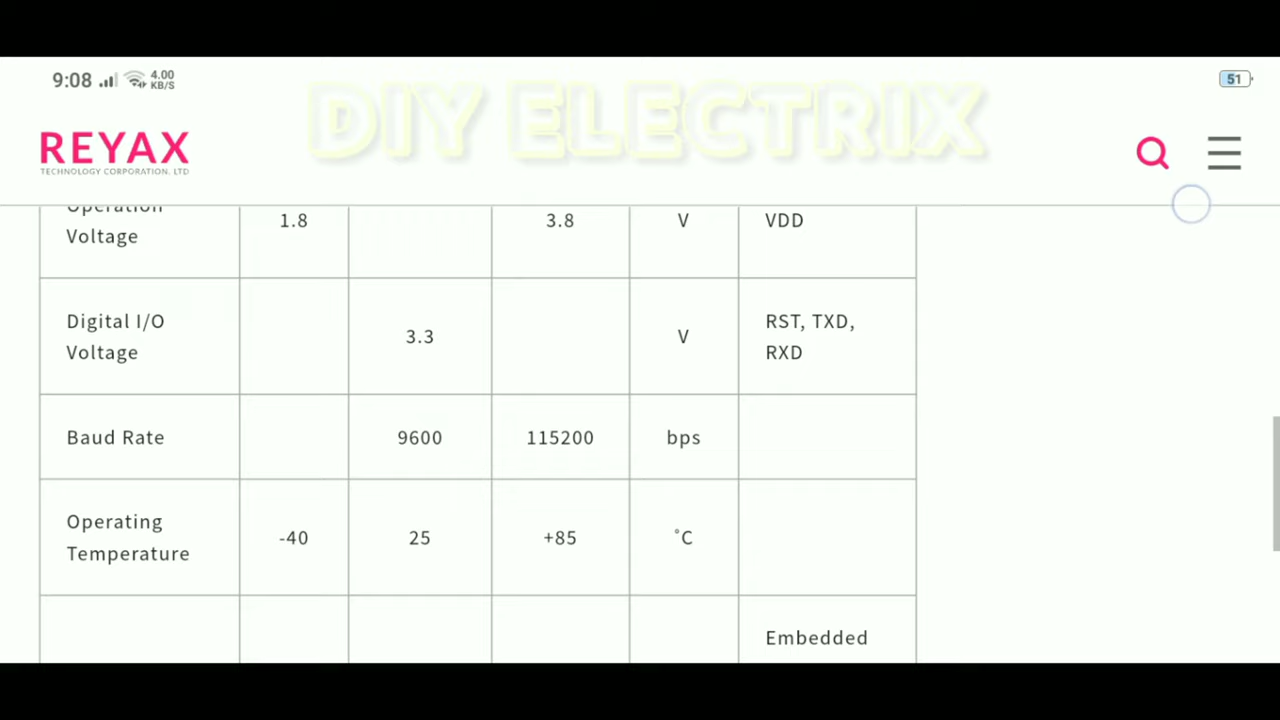 9:08
4.00
KB/S
51
DIY ELECTRIX
REYAX
TECHNOLOGY CORPORATION. LTD
Operation
Voltage
1.8
3.8
V
VDD
Digital I/O
Voltage
3.3
V
RST, TXD,
RXD
Baud Rate
9600
115200
bps
Operating
Temperature
-40
25
+85
˚C
Embedded